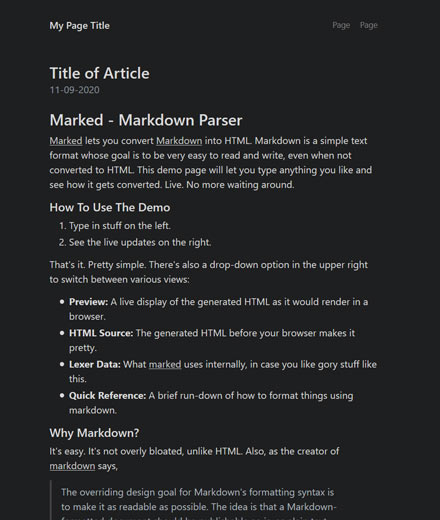 My Page Title
Page Page
Title of Article
11-09-2020
Marked - Markdown Parser
Marked lets you convert Markdown into HTML. Markdown is a simple text
format whose goal is to be very easy to read and write, even when not
converted to HTML. This demo page will let you type anything you like and
see how it gets converted. Live. No more waiting around.
How To Use The Demo
1. Type in stuff on the left.
2. See the live updates on the right.
That's it. Pretty simple. There's also a drop-down option in the upper right
to switch between various views:
• Preview: A live display of the generated HTML as it would render in a
browser.
• HTML Source: The generated HTML before your browser makes it
pretty.
• Lexer Data: What marked uses internally, in case you like gory stuff like
this.
• Quick Reference: A brief run-down of how to format things using
markdown.
Why Markdown?
It's easy. It's not overly bloated, unlike HTML. Also, as the creator of
markdown says,
The overriding design goal for Markdown's formatting syntax is
to make it as readable as possible. The idea is that a Markdown-